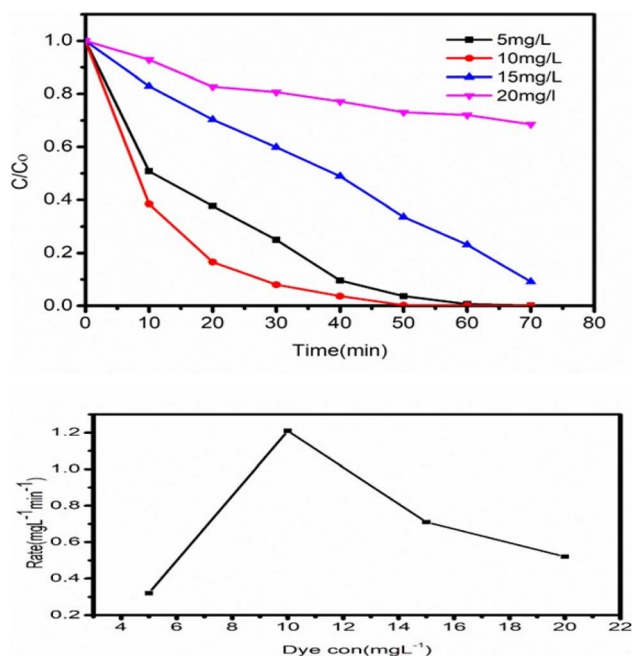 1.0
0.8
0.6
0.4
0.2
0.0
C/C₀
5mg/L
10mg/L
15mg/L
20mg/l
0 10 20 30 40 50 60 70 80
Time(min)
1.2
1.0
0.8
0.6
0.4
0.2
Rate(mgL⁻¹min⁻¹)
4 6 8 10 12 14 16 18 20 22
Dye con(mgL⁻¹)